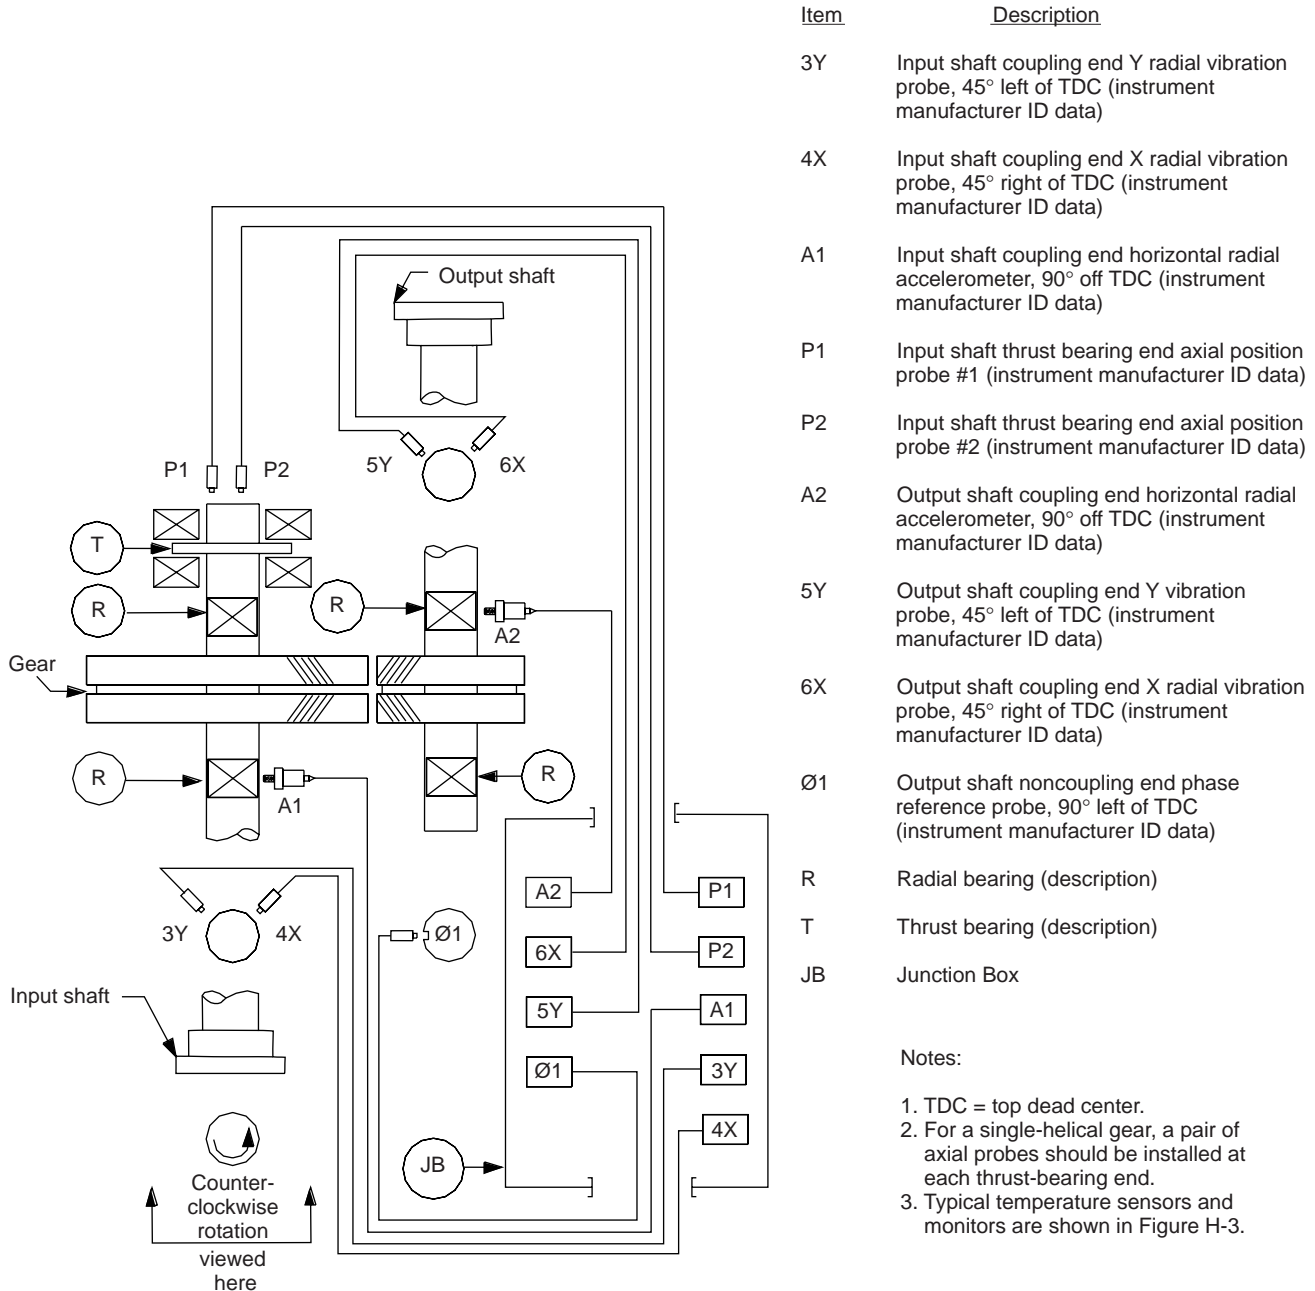 Item Description
3Y Input shaft coupling end Y radial vibration
probe, 45° left of TDC (instrument
manufacturer ID data)
4X Input shaft coupling end X radial vibration
probe, 45° right of TDC (instrument
manufacturer ID data)
A1 Input shaft coupling end horizontal radial
accelerometer, 90° off TDC (instrument
manufacturer ID data)
P1 Input shaft thrust bearing end axial position
probe #1 (instrument manufacturer ID data)
P2 Input shaft thrust bearing end axial position
probe #2 (instrument manufacturer ID data)
A2 Output shaft coupling end horizontal radial
accelerometer, 90° off TDC (instrument
manufacturer ID data)
5Y Output shaft coupling end Y vibration
probe, 45° left of TDC (instrument
manufacturer ID data)
6X Output shaft coupling end X radial vibration
probe, 45° right of TDC (instrument
manufacturer ID data)
Ø1 Output shaft noncoupling end phase
reference probe, 90° left of TDC
(instrument manufacturer ID data)
R Radial bearing (description)
T Thrust bearing (description)
JB Junction Box
Notes:
1. TDC = top dead center.
2. For a single-helical gear, a pair of
axial probes should be installed at
each thrust-bearing end.
3. Typical temperature sensors and
monitors are shown in Figure H-3.
Output shaft
5Y 6X
P1 P2
T
R R
A2
Gear
R R
A1
A2 P1
3Y 4X Ø1
6X P2
Input shaft
5Y A1
Ø1 3Y
4X
JB
Counter-
clockwise
rotation
viewed
here